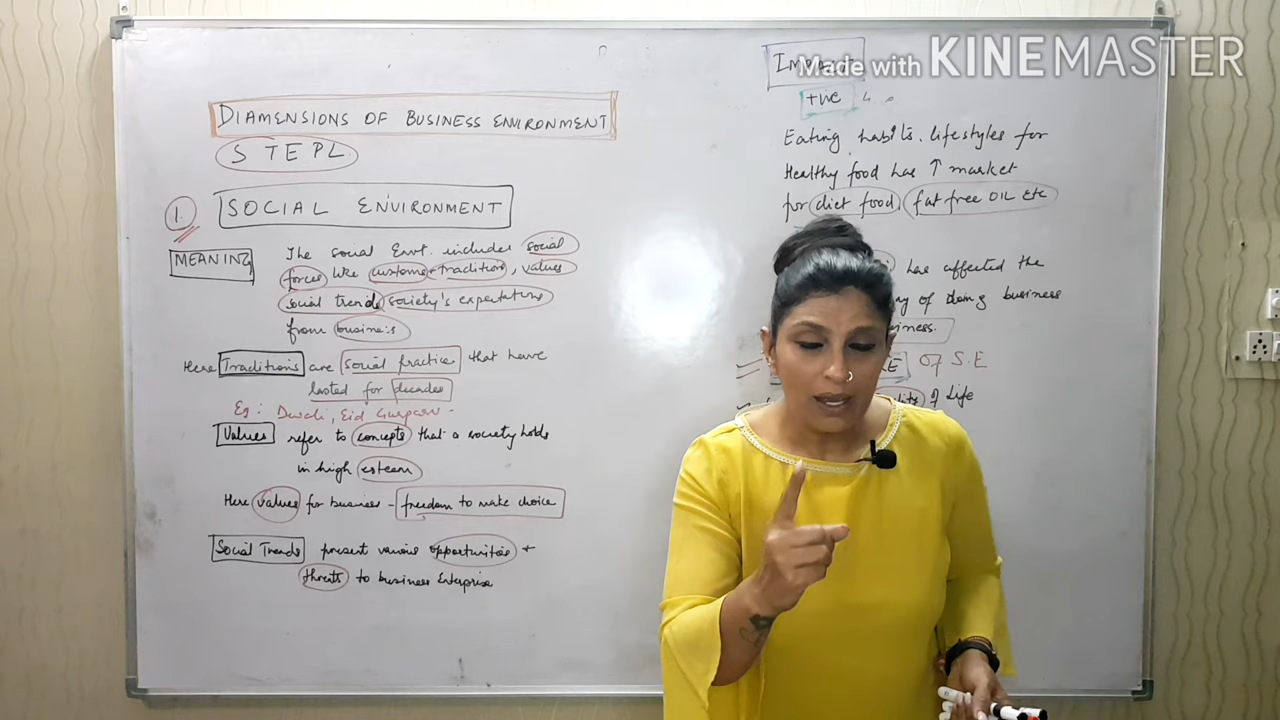 DIAMENSIONS OF BUSINESS ENVIRONMENT
STEPL
1. SOCIAL ENVIRONMENT
MEANING The social Envt. includes social
forces like customs + tradition, values
social trends society's expectations
from business
Here Traditions are social practice that have
lasted for decades
Eg: Diwali, Eid
Values refer to concepts that a society holds
in high esteem
Here values for business - freedom to make choice
Social Trends present various opportunities +
threats to business Enterprise
Made with KINEMASTER
+ive
Eating habits. lifestyles for
Healthy food has ↑ market
for diet food, fat free OIL Etc
has affected the
of doing business
OF S.E
of Life